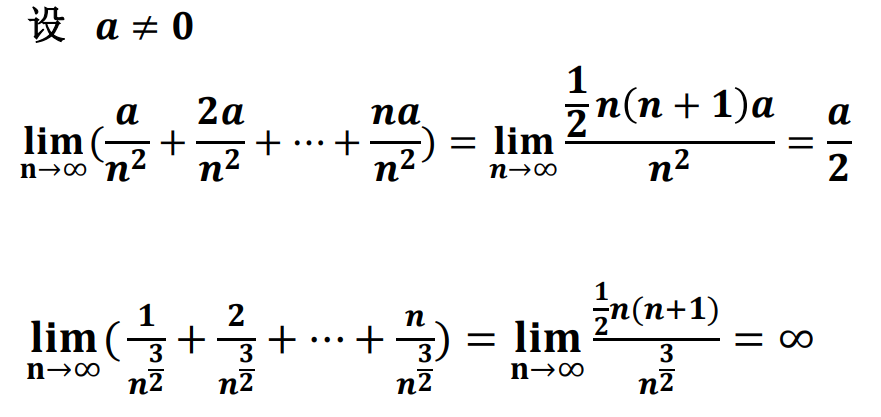 设 a ≠ 0
lim_{n→∞}(a/n² + 2a/n² + ⋯ + na/n²) = lim_{n→∞} (1/2 n(n + 1)a)/n² = a/2
lim_{n→∞}(1/n^{3/2} + 2/n^{3/2} + ⋯ + n/n^{3/2}) = lim_{n→∞} (1/2 n(n+1))/n^{3/2} = ∞